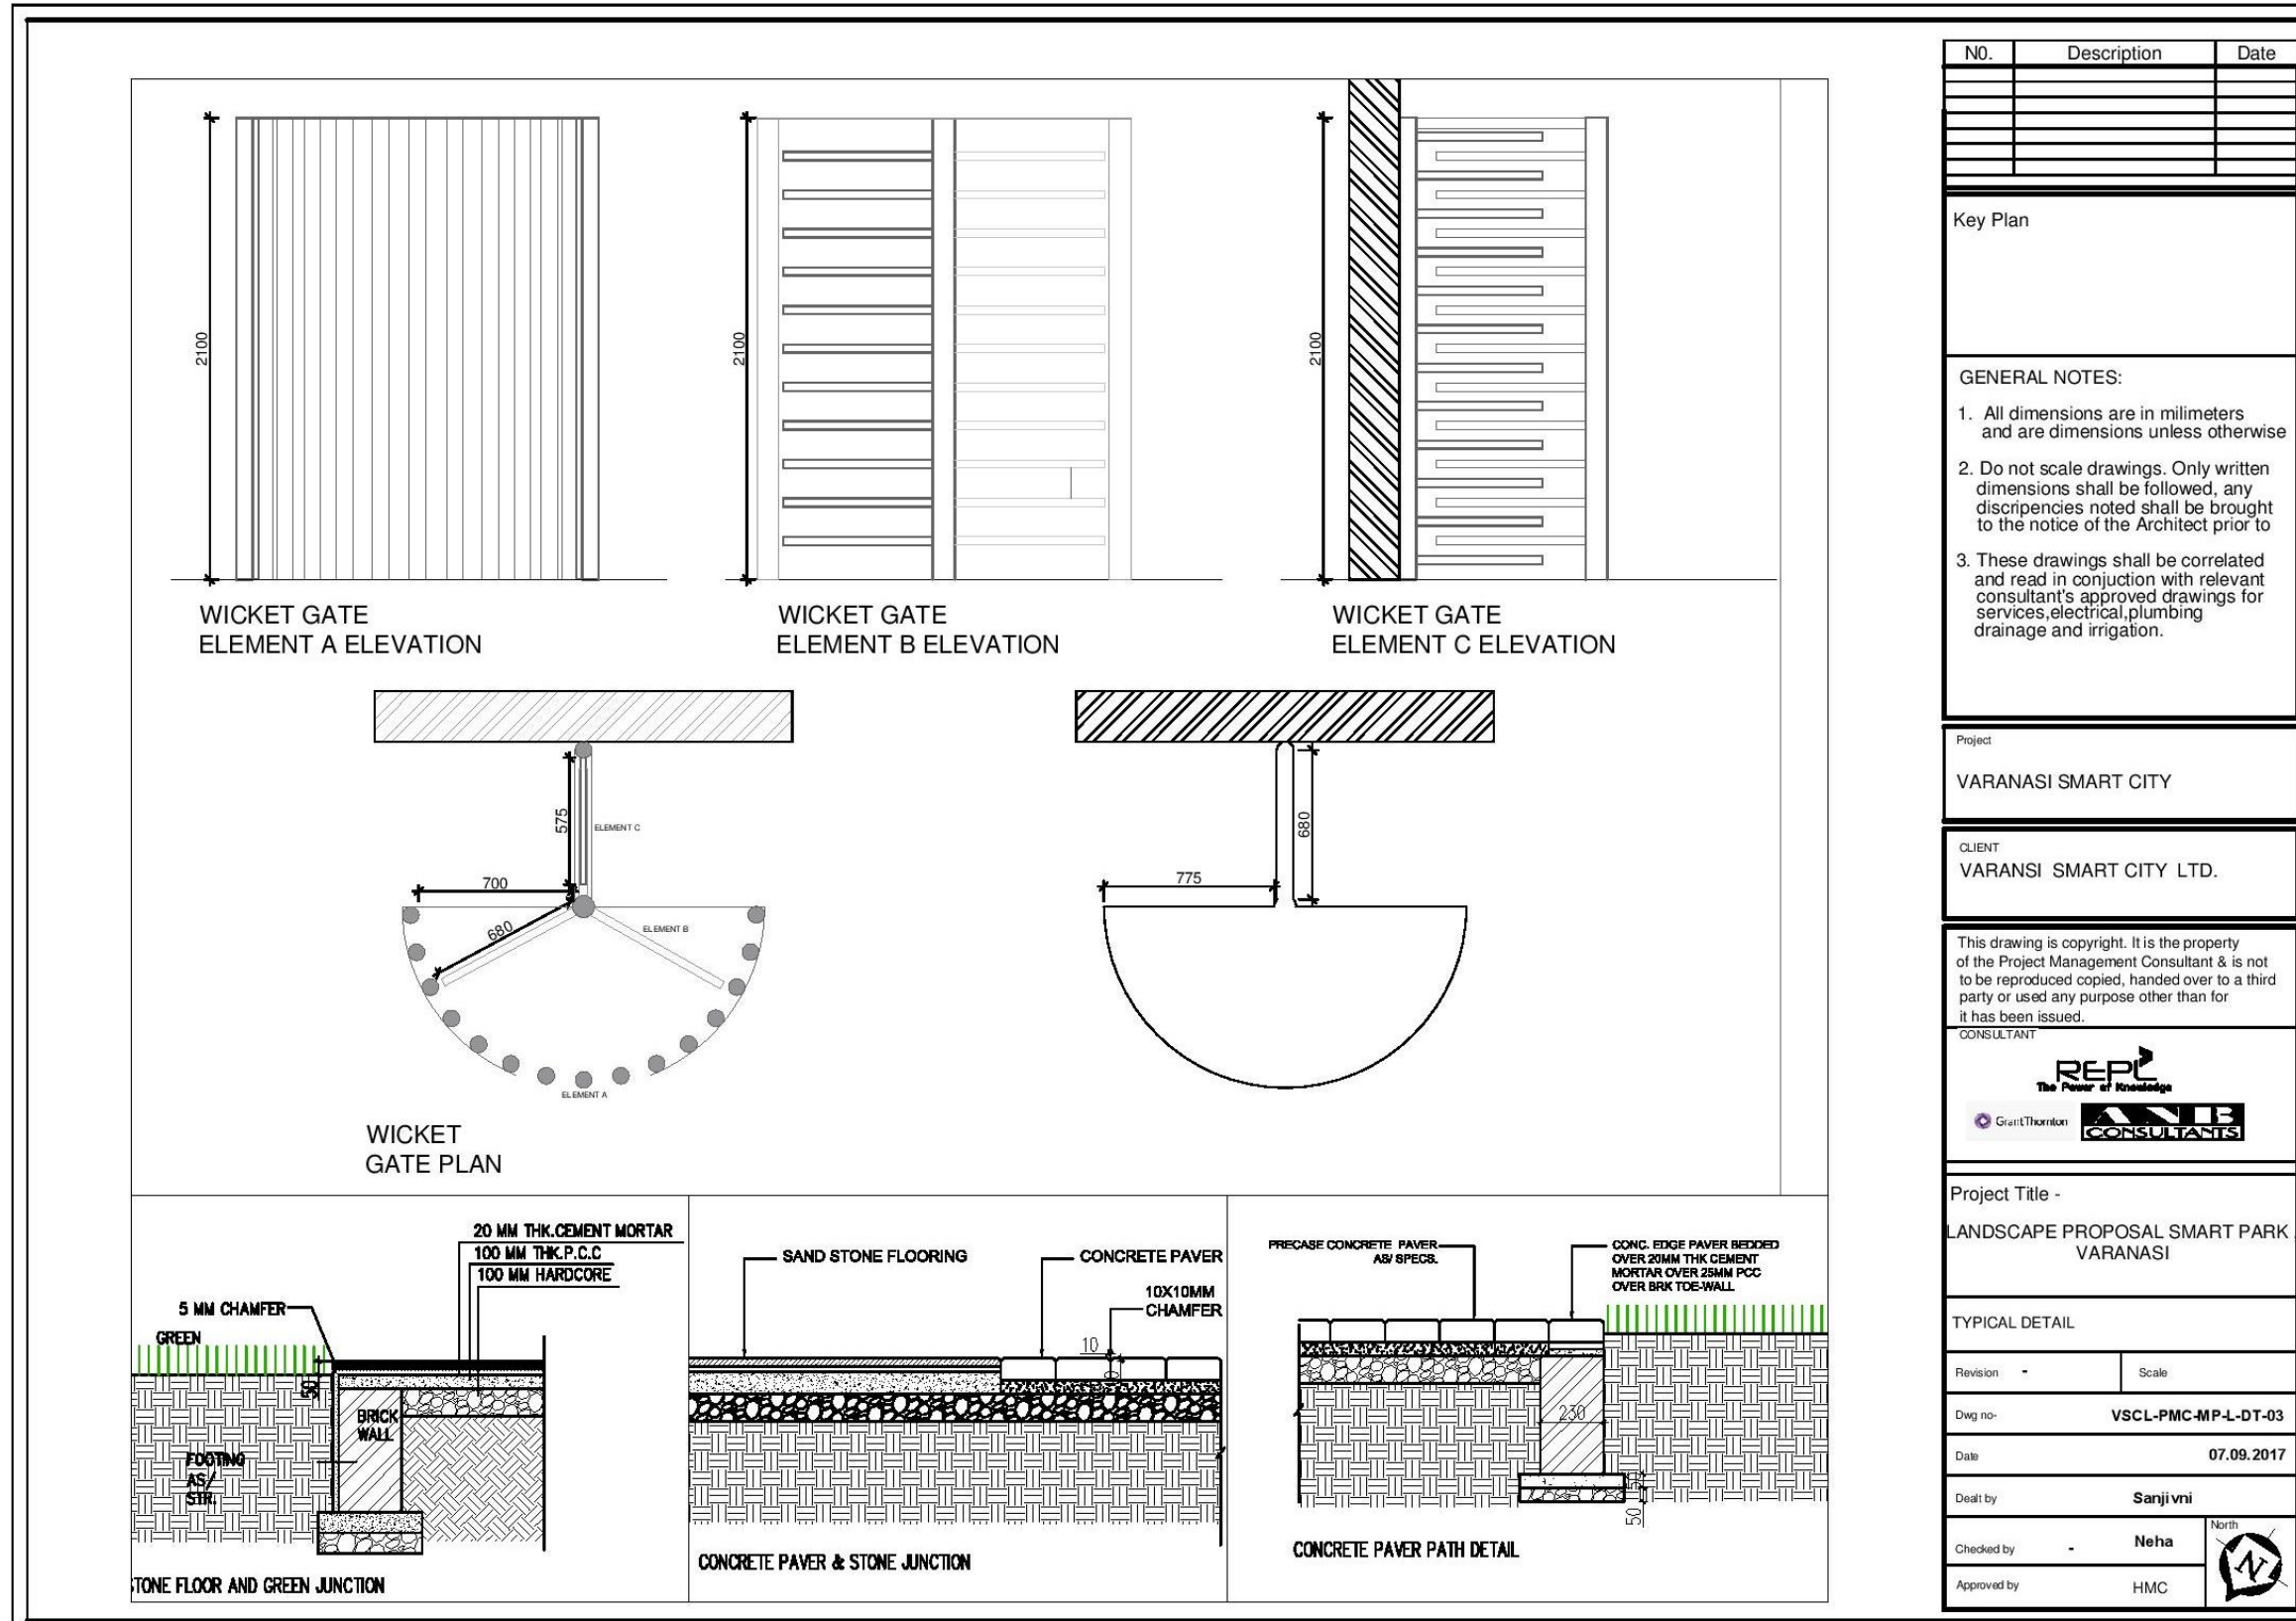 2100
2100
2100
WICKET GATE
ELEMENT A ELEVATION
WICKET GATE
ELEMENT B ELEVATION
WICKET GATE
ELEMENT C ELEVATION
575
ELEMENT C
700
680
ELEMENT B
ELEMENT A
680
775
WICKET
GATE PLAN
20 MM THK.CEMENT MORTAR
100 MM THK.P.C.C
100 MM HARDCORE
5 MM CHAMFER
GREEN
50
BRICK
WALL
FOOTING
AS/
STR.
STONE FLOOR AND GREEN JUNCTION
SAND STONE FLOORING
CONCRETE PAVER
10X10MM
CHAMFER
10
CONCRETE PAVER & STONE JUNCTION
PRECASE CONCRETE PAVER
AS/ SPECS.
CONC. EDGE PAVER BEDDED
OVER 20MM THK CEMENT
MORTAR OVER 25MM PCC
OVER BRK TOE-WALL
230
50
50
CONCRETE PAVER PATH DETAIL
N0. Description Date
Key Plan
GENERAL NOTES:
1. All dimensions are in milimeters
and are dimensions unless otherwise
2. Do not scale drawings. Only written
dimensions shall be followed, any
discripencies noted shall be brought
to the notice of the Architect prior to
3. These drawings shall be correlated
and read in conjuction with relevant
consultant's approved drawings for
services,electrical,plumbing
drainage and irrigation.
Project
VARANASI SMART CITY
CLIENT
VARANSI SMART CITY LTD.
This drawing is copyright. It is the property
of the Project Management Consultant & is not
to be reproduced copied, handed over to a third
party or used any purpose other than for
it has been issued.
CONSULTANT
REPL
The Power of Knowledge
GrantThornton
ANB
CONSULTANTS
Project Title -
LANDSCAPE PROPOSAL SMART PARK
VARANASI
TYPICAL DETAIL
Revision -
Scale
Dwg no- VSCL-PMC-MP-L-DT-03
Date 07.09.2017
Dealt by Sanjivni
Checked by - Neha
Approved by HMC
North
N